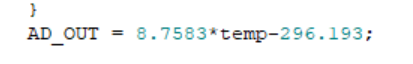 }
AD_OUT = 8.7583*temp-296.193;